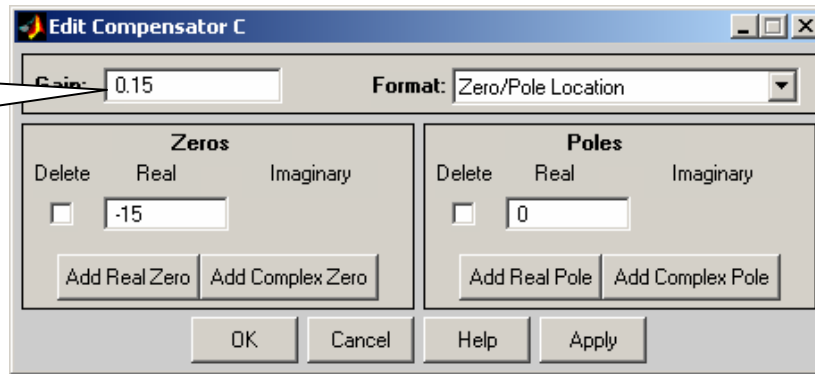 Edit Compensator C
Gain: 0.15 Format: Zero/Pole Location
Zeros Poles
Delete Real Imaginary Delete Real Imaginary
-15 0
Add Real Zero Add Complex Zero Add Real Pole Add Complex Pole
OK Cancel Help Apply